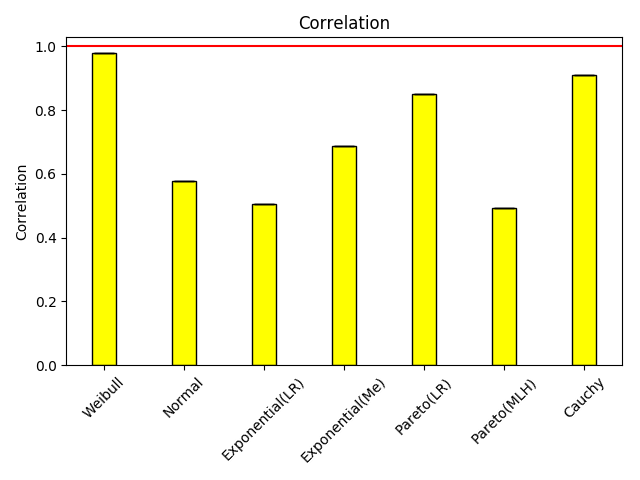 Correlation
1.0
0.8
0.6
0.4
0.2
0.0
Correlation
Weibull
Normal
Exponential(LR)
Exponential(Me)
Pareto(LR)
Pareto(MLH)
Cauchy